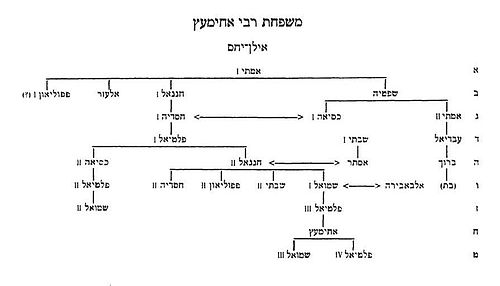 משפחת רבי אחימעץ
אילן־יחס
א אמתי I
ב שפטיה חננאל I אלעזר פפוליאון I (?)
ג אמתי II כסיאה I חסדיה I
ד עבדיאל שבתי I פלטיאל I
ה ברוך אסתר חננאל II כסיאה II
ו (בת) אלבאבירה שמואל I שבתי II פפוליאון II חסדיה II פלטיאל II
ז פלטיאל III שמואל II
ח אחימעץ
ט פלטיאל IV שמואל III